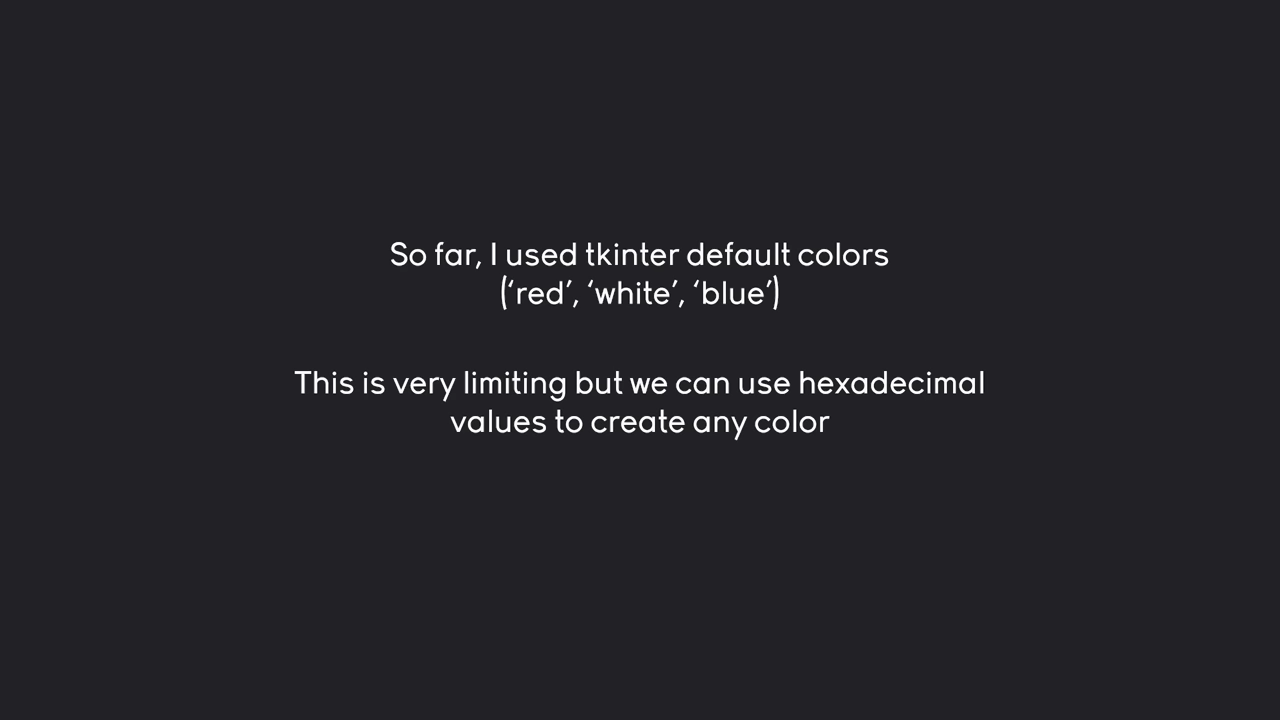 So far, I used tkinter default colors
(‘red’, ‘white’, ‘blue’)
This is very limiting but we can use hexadecimal
values to create any color